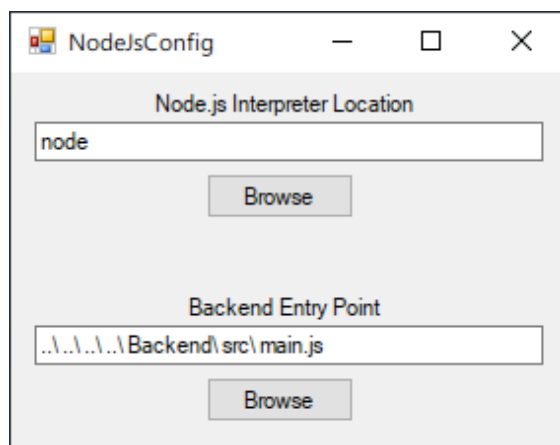 NodeJsConfig
Node.js Interpreter Location
node
Browse
Backend Entry Point
..\..\..\..\Backend\src\main.js
Browse